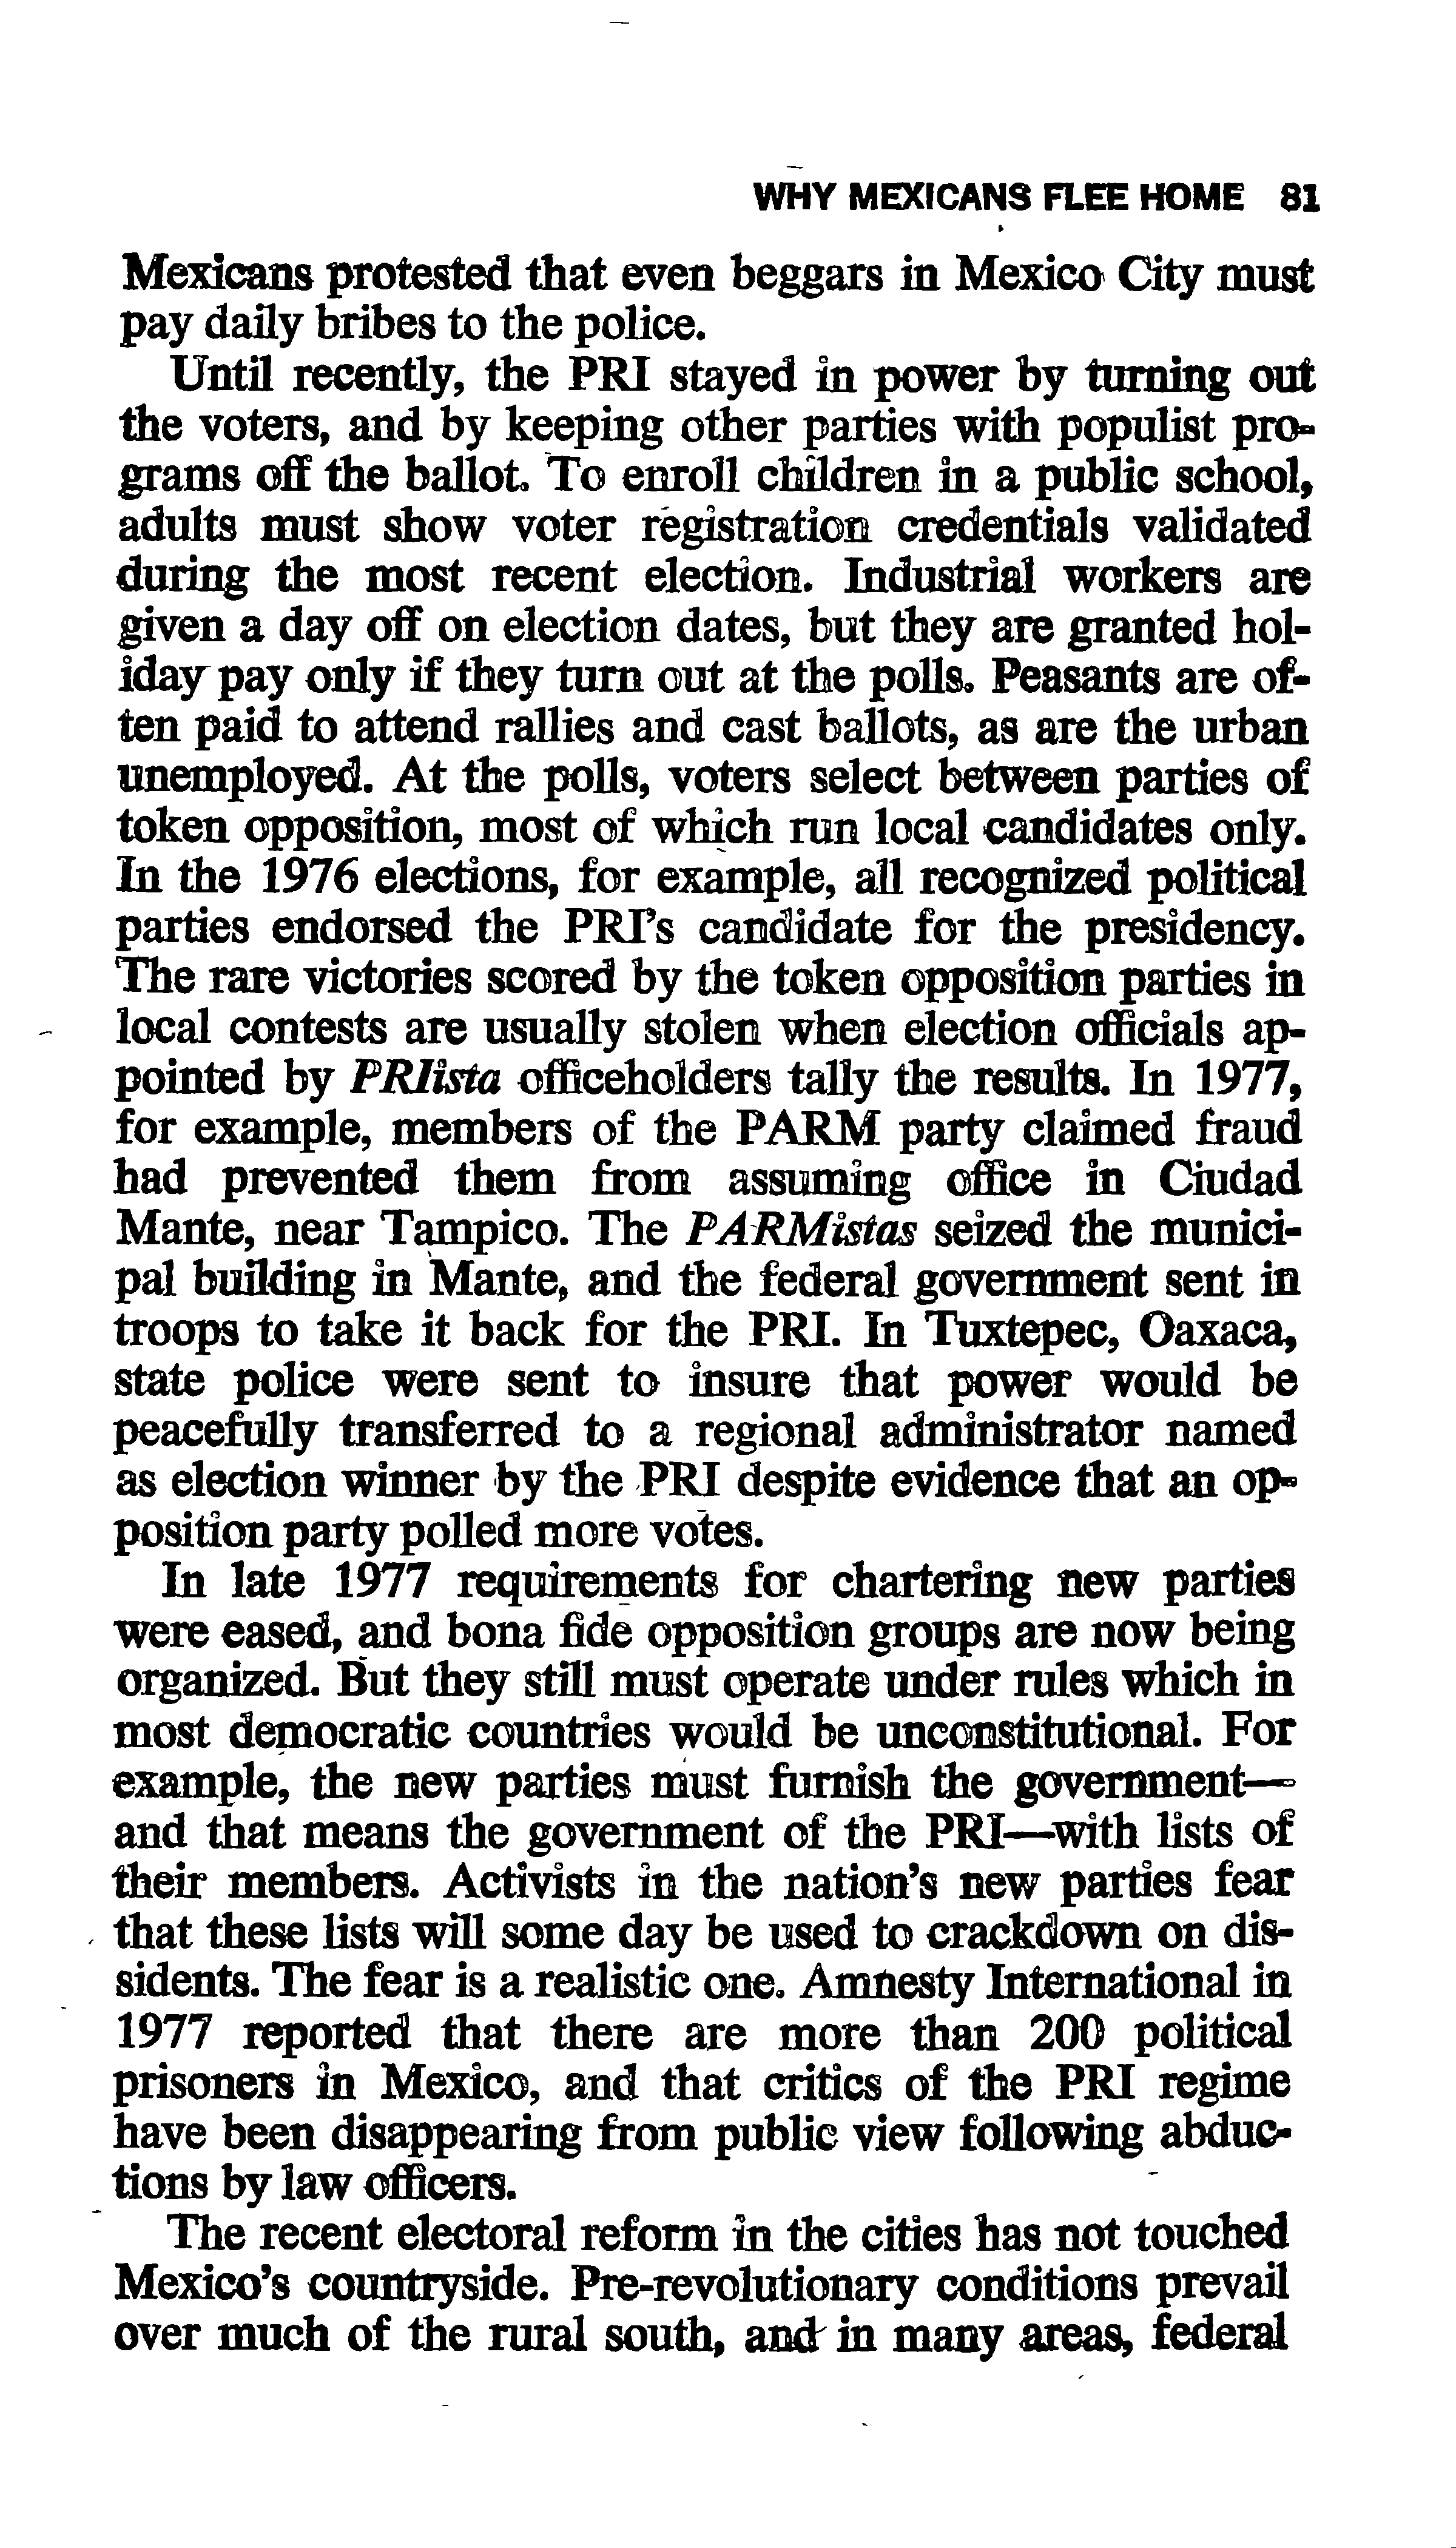 WHY MEXICANS FLEE HOME 81
Mexicans protested that even beggars in Mexico City must
pay daily bribes to the police.
Until recently, the PRI stayed in power by turning out
the voters, and by keeping other parties with populist pro-
grams off the ballot. To enroll children in a public school,
adults must show voter registration credentials validated
during the most recent election. Industrial workers are
given a day off on election dates, but they are granted hol-
iday pay only if they turn out at the polls. Peasants are of-
ten paid to attend rallies and cast ballots, as are the urban
unemployed. At the polls, voters select between parties of
token opposition, most of which run local candidates only.
In the 1976 elections, for example, all recognized political
parties endorsed the PRI's candidate for the presidency.
The rare victories scored by the token opposition parties in
local contests are usually stolen when election officials ap-
pointed by PRIista officeholders tally the results. In 1977,
for example, members of the PARM party claimed fraud
had prevented them from assuming office in Ciudad
Mante, near Tampico. The PARMistas seized the munici-
pal building in Mante, and the federal government sent in
troops to take it back for the PRI. In Tuxtepec, Oaxaca,
state police were sent to insure that power would be
peacefully transferred to a regional administrator named
as election winner by the PRI despite evidence that an op-
position party polled more votes.
In late 1977 requirements for chartering new parties
were eased, and bona fide opposition groups are now being
organized. But they still must operate under rules which in
most democratic countries would be unconstitutional. For
example, the new parties must furnish the government—
and that means the government of the PRI—with lists of
their members. Activists in the nation's new parties fear
that these lists will some day be used to crackdown on dis-
sidents. The fear is a realistic one. Amnesty International in
1977 reported that there are more than 200 political
prisoners in Mexico, and that critics of the PRI regime
have been disappearing from public view following abduc-
tions by law officers.
The recent electoral reform in the cities has not touched
Mexico's countryside. Pre-revolutionary conditions prevail
over much of the rural south, and in many areas, federal